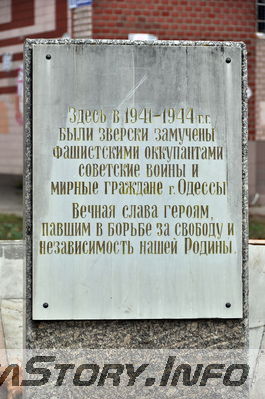 Здесь в 1941-1944 г.г.
были зверски замучены
фашистскими оккупантами
советские войны и
мирные граждане г. Одессы
Вечная слава героям,
павшим в борьбе за свободу и
независимость нашей Родины.
Story.Info